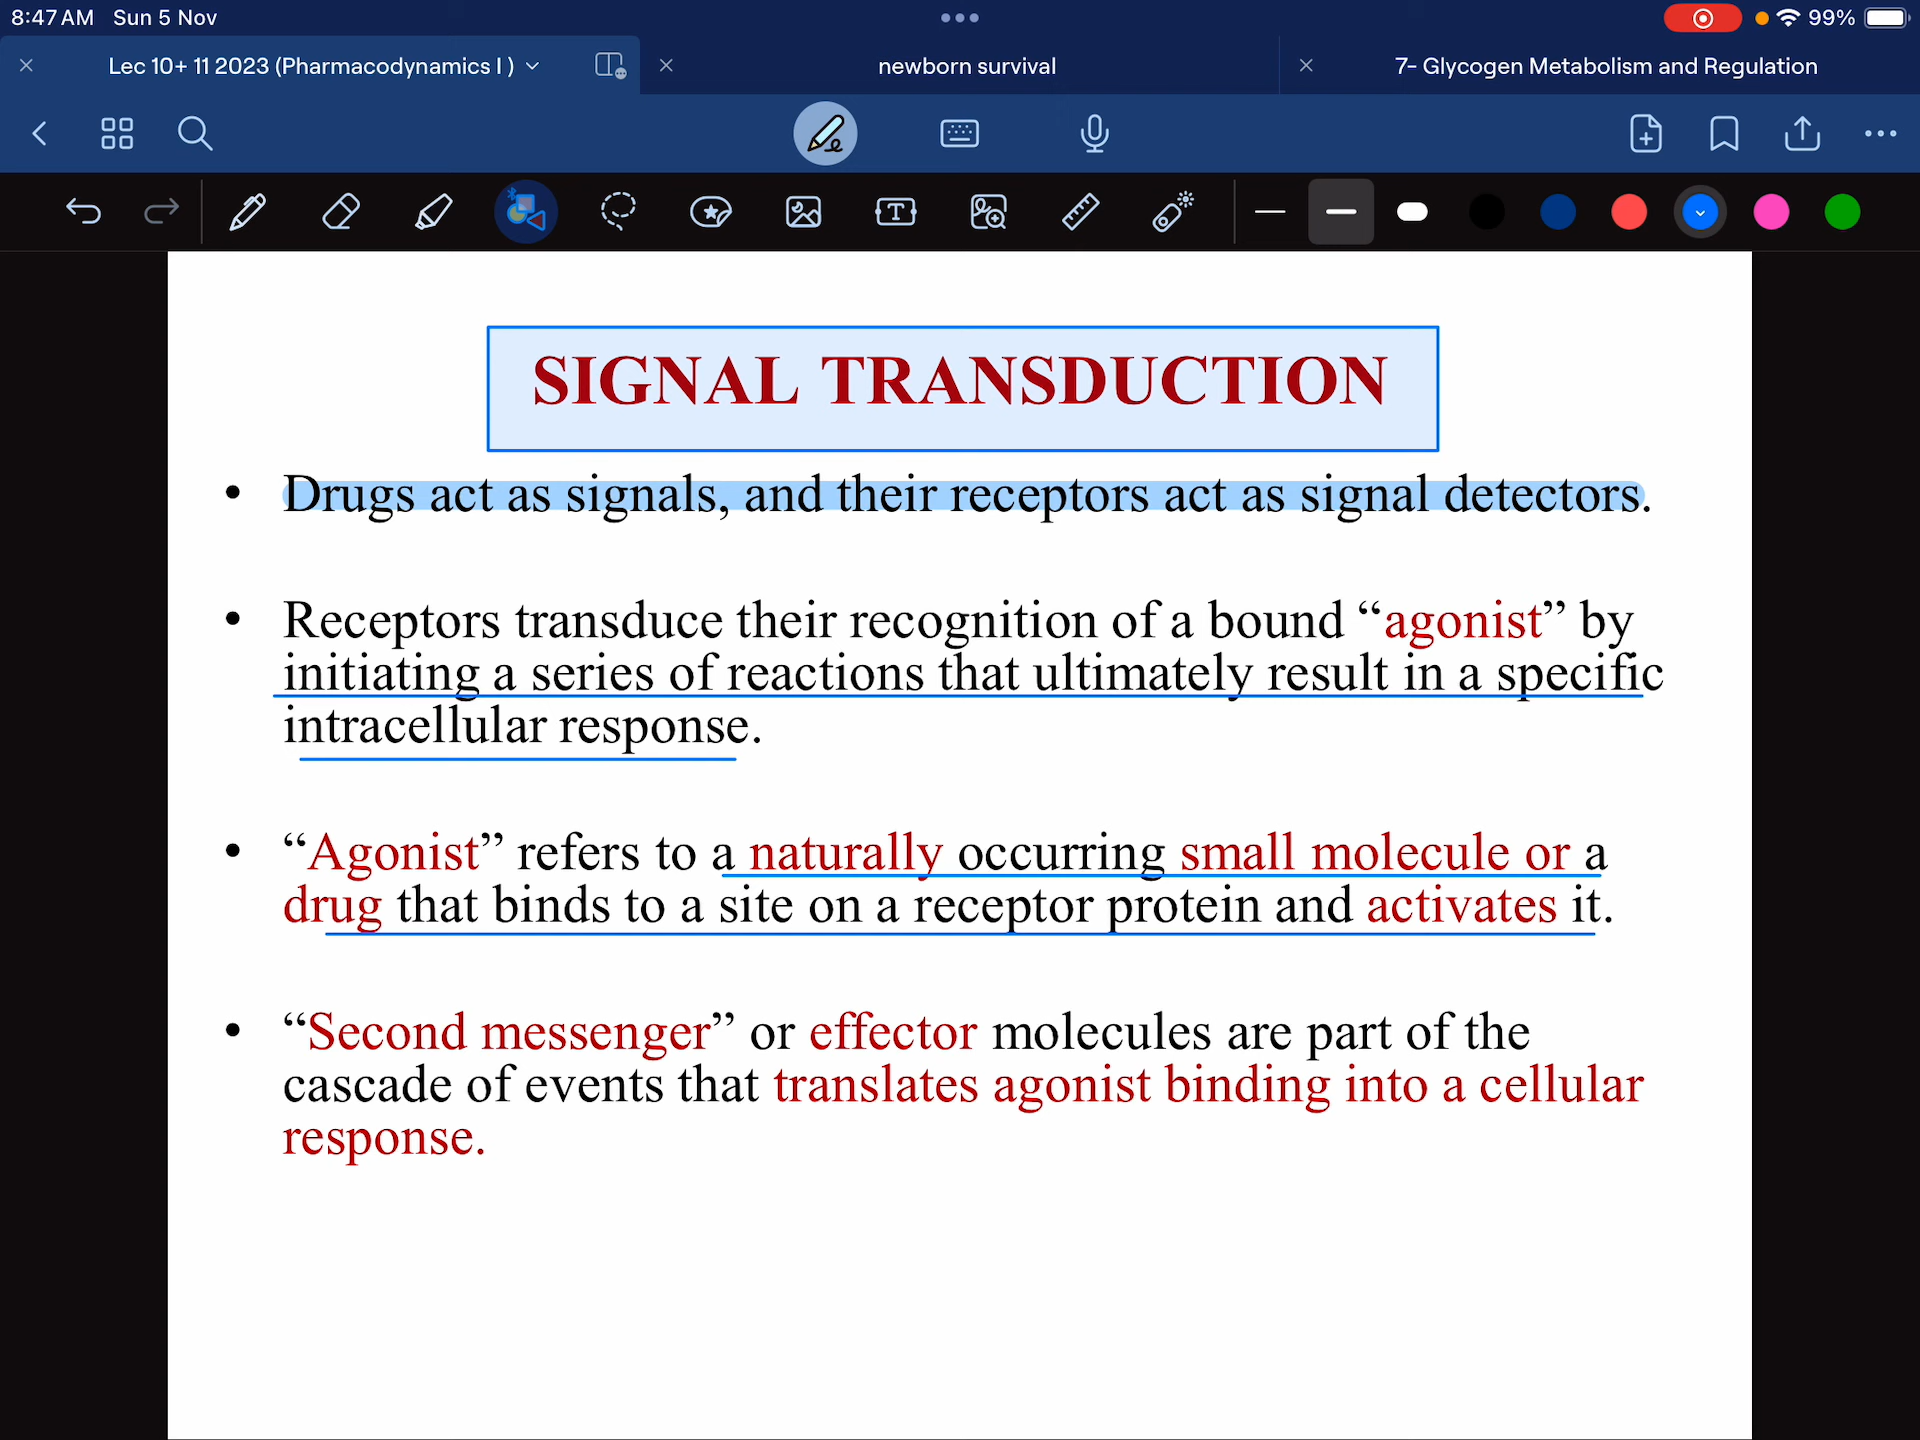 8:47 AM Sun 5 Nov
99%
Lec 10+ 11 2023 (Pharmacodynamics I )
newborn survival
7- Glycogen Metabolism and Regulation
SIGNAL TRANSDUCTION
• Drugs act as signals, and their receptors act as signal detectors.
• Receptors transduce their recognition of a bound “agonist” by
initiating a series of reactions that ultimately result in a specific
intracellular response.
• “Agonist” refers to a naturally occurring small molecule or a
drug that binds to a site on a receptor protein and activates it.
• “Second messenger” or effector molecules are part of the
cascade of events that translates agonist binding into a cellular
response.